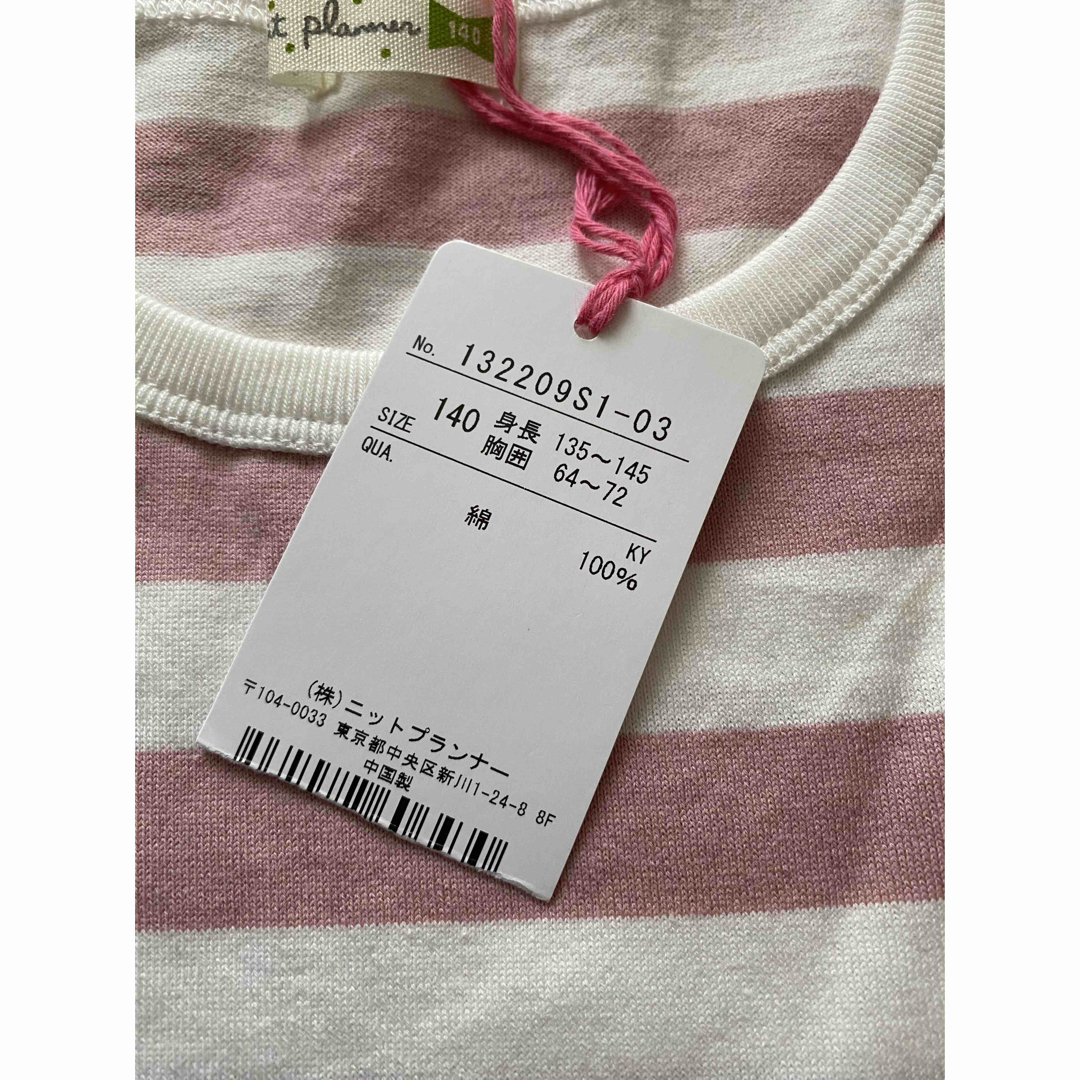 planner 140
No. 132209S1-03
SIZE 140 身長 135～145
胸囲 64～72
QUA. KY
綿 100%
(株)ニットプランナー
〒104-0033 東京都中央区新川1-24-8 8F
中国製